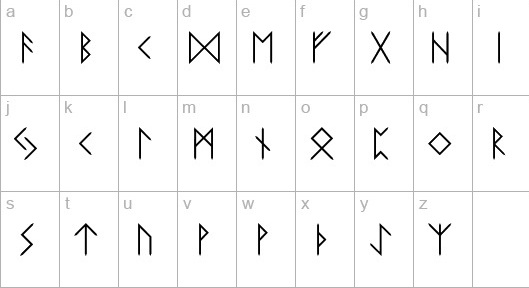 a b c d e f g h i
ᚨ ᛒ ᚲ ᛞ ᛖ ᚠ ᚷ ᚺ ᛁ
j k l m n o p q r
ᛃ ᚲ ᛚ ᛗ ᚾ ᛟ ᛈ ᛜ ᚱ
s t u v w x y z
ᛊ ᛏ ᚢ ᚹ ᚹ ᚦ ᛇ ᛉ